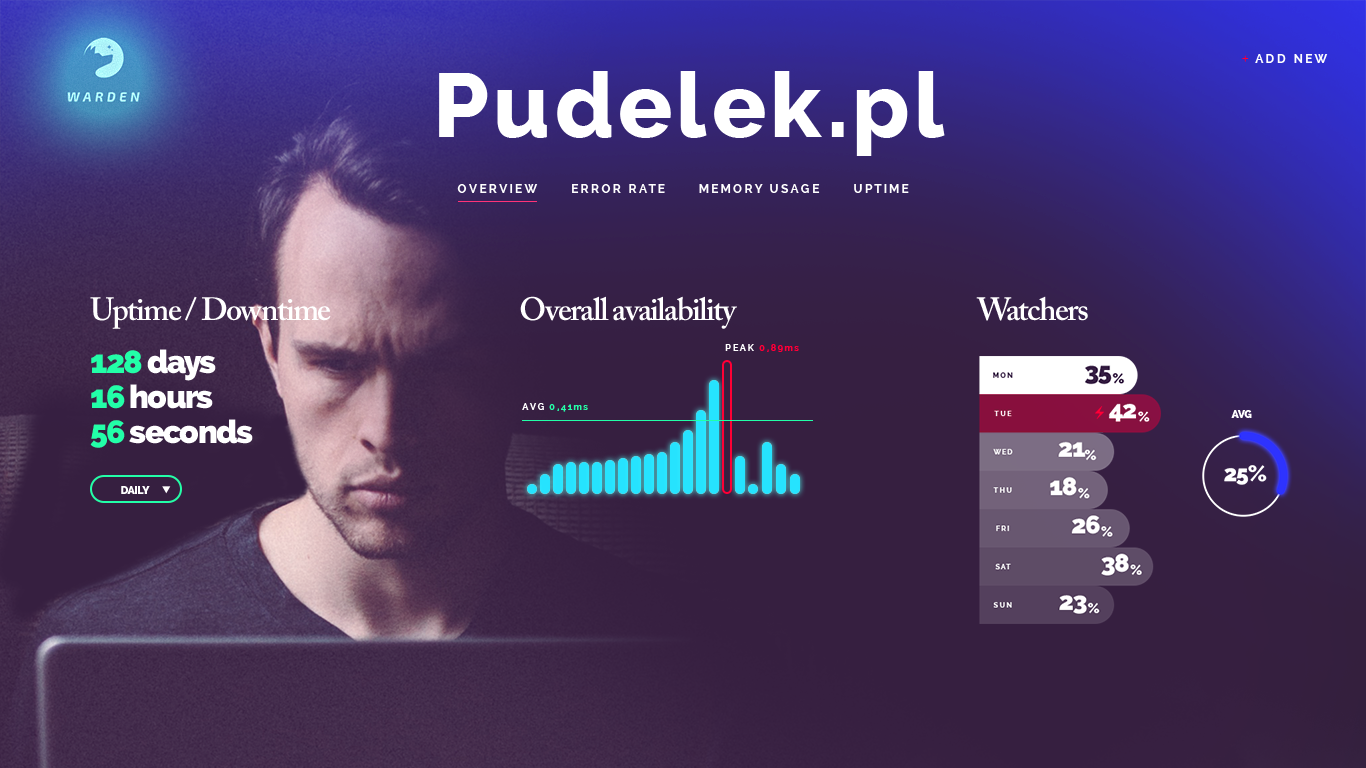 WARDEN
+ ADD NEW
Pudelek.pl
OVERVIEW ERROR RATE MEMORY USAGE UPTIME
Uptime / Downtime
128 days
16 hours
56 seconds
DAILY ▼
Overall availability
PEAK 0,89ms
AVG 0,41ms
Watchers
MON 35%
TUE 42%
WED 21%
THU 18%
FRI 26%
SAT 38%
SUN 23%
AVG
25%